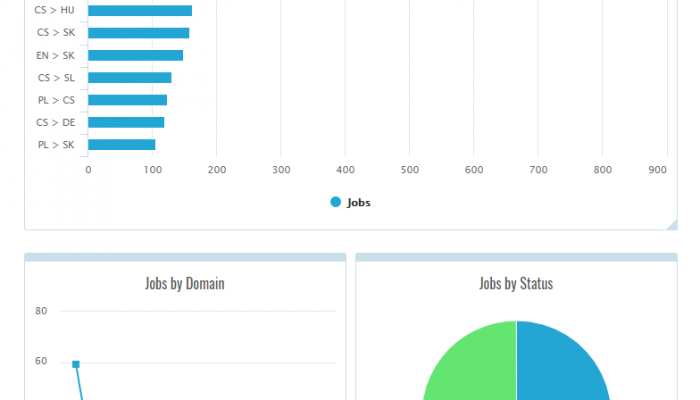 CS > HU
CS > SK
EN > SK
CS > SL
PL > CS
CS > DE
PL > SK
0 100 200 300 400 500 600 700 800 900
Jobs
Jobs by Domain
80
60
Jobs by Status